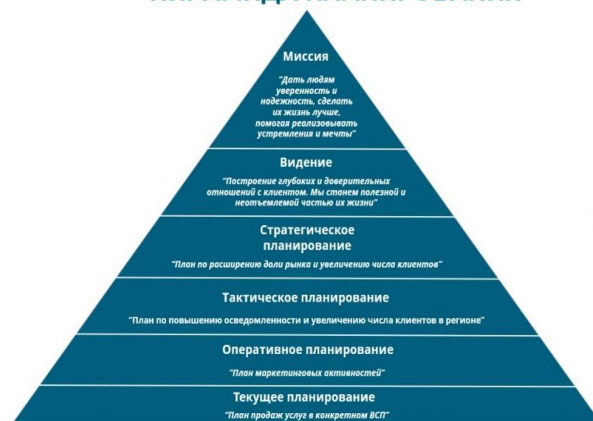 Миссия
"Дать людям
уверенность и
надежность, сделать
их жизнь лучше,
помогая реализовывать
устремления и мечты"
Видение
"Построение глубоких и доверительных
отношений с клиентом. Мы станем полезной и
неотъемлемой частью их жизни"
Стратегическое
планирование
"План по расширению доли рынка и увеличению числа клиентов"
Тактическое планирование
"План по повышению осведомленности и увеличению числа клиентов в регионе"
Оперативное планирование
"План маркетинговых активностей"
Текущее планирование
"План продаж услуг в конкретном ВСП"